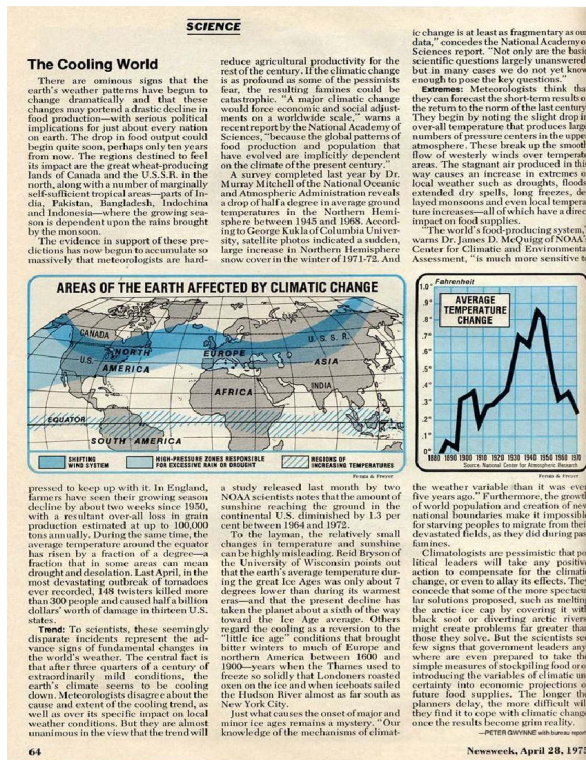 SCIENCE
The Cooling World
There are ominous signs that the
earth's weather patterns have begun to
change dramatically and that these
changes may portend a drastic decline in
food production—with serious political
implications for just about every nation
on earth. The drop in food output could
begin quite soon, perhaps only ten years
from now. The regions destined to feel
its impact are the great wheat-producing
lands of Canada and the U.S.S.R. in the
north, along with a number of marginally
self-sufficient tropical areas—parts of In-
dia, Pakistan, Bangladesh, Indochina
and Indonesia—where the growing sea-
son is dependent upon the rains brought
by the monsoon.
The evidence in support of these pre-
dictions has now begun to accumulate so
massively that meteorologists are hard-
pressed to keep up with it. In England,
farmers have seen their growing season
decline by about two weeks since 1950,
with a resultant over-all loss in grain
production estimated at up to 100,000
tons annually. During the same time, the
average temperature around the equator
has risen by a fraction of a degree—a
fraction that in some areas can mean
drought and desolation. Last April, in the
most devastating outbreak of tornadoes
ever recorded, 148 twisters killed more
than 300 people and caused half a billion
dollars' worth of damage in thirteen U.S.
states.
Trend: To scientists, these seemingly
disparate incidents represent the ad-
vance signs of fundamental changes in
the world's weather. The central fact is
that after three quarters of a century of
extraordinarily mild conditions, the
earth's climate seems to be cooling
down. Meteorologists disagree about the
cause and extent of the cooling trend, as
well as over its specific impact on local
weather conditions. But they are almost
unanimous in the view that the trend will
reduce agricultural productivity for the
rest of the century. If the climatic change
is as profound as some of the pessimists
fear, the resulting famines could be
catastrophic. "A major climatic change
would force economic and social adjust-
ments on a worldwide scale," warns a
recent report by the National Academy of
Sciences, "because the global patterns of
food production and population that
have evolved are implicitly dependent
on the climate of the present century."
A survey completed last year by Dr.
Murray Mitchell of the National Oceanic
and Atmospheric Administration reveals
a drop of half a degree in average ground
temperatures in the Northern Hemi-
sphere between 1945 and 1968. Accord-
ing to George Kukla of Columbia Univer-
sity, satellite photos indicated a sudden,
large increase in Northern Hemisphere
snow cover in the winter of 1971-72. And
a study released last month by two
NOAA scientists notes that the amount of
sunshine reaching the ground in the
continental U.S. diminished by 1.3 per
cent between 1964 and 1972.
To the layman, the relatively small
changes in temperature and sunshine
can be highly misleading. Reid Bryson of
the University of Wisconsin points out
that the earth's average temperature dur-
ing the great Ice Ages was only about 7
degrees lower than during its warmest
eras—and that the present decline has
taken the planet about a sixth of the way
toward the Ice Age average. Others
regard the cooling as a reversion to the
"little ice age" conditions that brought
bitter winters to much of Europe and
northern America between 1600 and
1900—years when the Thames used to
freeze so solidly that Londoners roasted
oxen on the ice and when iceboats sailed
the Hudson River almost as far south as
New York City.
Just what causes the onset of major and
minor ice ages remains a mystery. "Our
knowledge of the mechanisms of climat-
ic change is at least as fragmentary as our
data," concedes the National Academy o
Sciences report. "Not only are the basic
scientific questions largely unanswered
but in many cases we do not yet know
enough to pose the key questions."
Extremes: Meteorologists think tha
they can forecast the short-term results
the return to the norm of the last century
They begin by noting the slight drop i
over-all temperature that produces larg
numbers of pressure centers in the uppe
atmosphere. These break up the smoot
flow of westerly winds over temperat
areas. The stagnant air produced in thi
way causes an increase in extremes o
local weather such as droughts, floods
extended dry spells, long freezes, de
layed monsoons and even local tempera
ture increases—all of which have a direc
impact on food supplies.
"The world's food-producing system,"
warns Dr. James D. McQuigg of NOAA'
Center for Climatic and Environmenta
Assessment, "is much more sensitive to
the weather variable than it was even
five years ago." Furthermore, the growth
of world population and creation of new
national boundaries make it impossible
for starving peoples to migrate from thei
devastated fields, as they did during pas
famines.
Climatologists are pessimistic that po
litical leaders will take any positive
action to compensate for the climatic
change, or even to allay its effects. They
concede that some of the more spectacu
lar solutions proposed, such as melting
the arctic ice cap by covering it with
black soot or diverting arctic rivers
might create problems far greater than
those they solve. But the scientists see
few signs that government leaders any
where are even prepared to take the
simple measures of stockpiling food or o
introducing the variables of climatic un
certainty into economic projections o
future food supplies. The longer the
planners delay, the more difficult will
they find it to cope with climatic change
once the results become grim reality.
—PETER GWYNNE with bureau report
AREAS OF THE EARTH AFFECTED BY CLIMATIC CHANGE
CANADA
U.S.
NORTH
AMERICA
EUROPE
U. S. S. R.
ASIA
AFRICA
INDIA
EQUATOR
SOUTH AMERICA
SHIFTING
WIND SYSTEM
HIGH-PRESSURE ZONES RESPONSIBLE
FOR EXCESSIVE RAIN OR DROUGHT
REGIONS OF
INCREASING TEMPERATURES
Fenga & Freyer
Fahrenheit
AVERAGE
TEMPERATURE
CHANGE
1.0°
.9°
.8°
.7°
.6°
.5°
.4°
.3°
.2°
.1°
0°
1880 1890 1900 1910 1920 1930 1940 1950 1960 1970
Source: National Center for Atmospheric Research
Fenga & Freyer
64
Newsweek, April 28, 1975